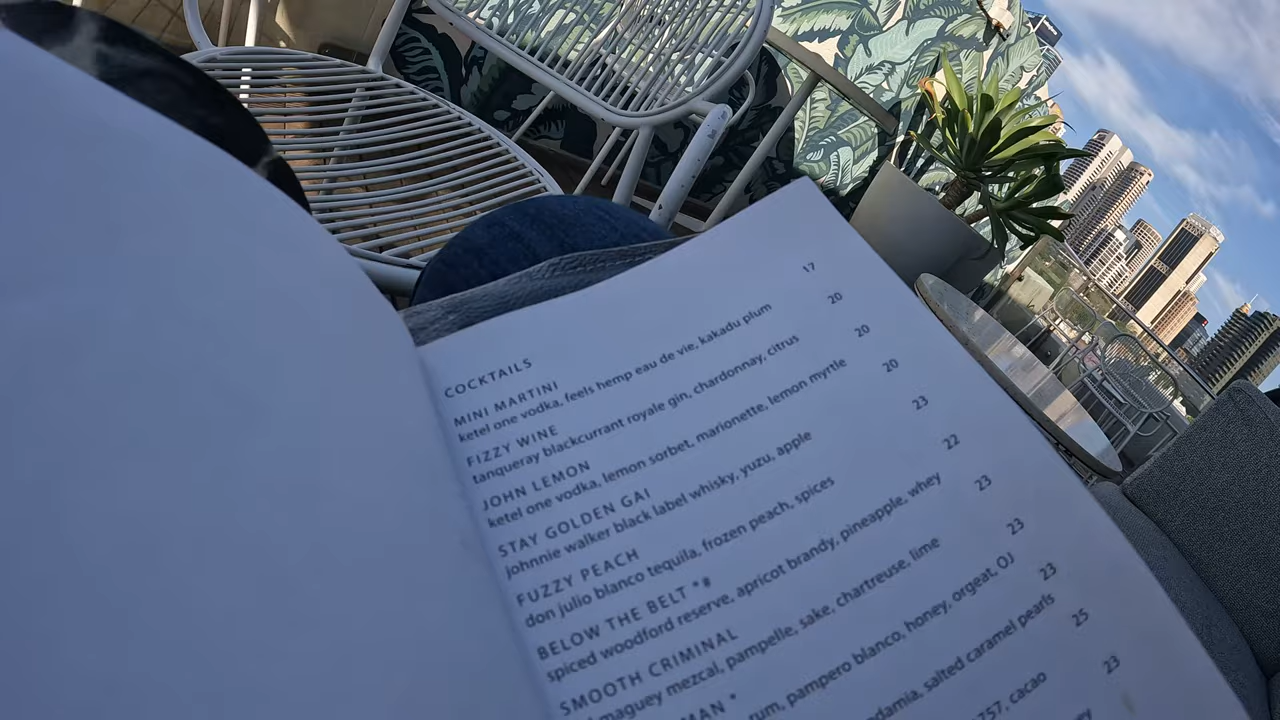 COCKTAILS
MINI MARTINI 17
ketel one vodka, feels hemp eau de vie, kakadu plum
FIZZY WINE 20
tanqueray blackcurrant royale gin, chardonnay, citrus
JOHN LEMON 20
ketel one vodka, lemon sorbet, marionette, lemon myrtle
STAY GOLDEN GAI 20
johnnie walker black label whisky, yuzu, apple
FUZZY PEACH 23
don julio blanco tequila, frozen peach, spices
BELOW THE BELT * 8 22
spiced woodford reserve, apricot brandy, pineapple, whey
SMOOTH CRIMINAL 23
maguey mezcal, pampelle, sake, chartreuse, lime
MAN * 23
rum, pampero blanco, honey, orgeat, OJ
23
salted caramel pearls
25
cacao
23